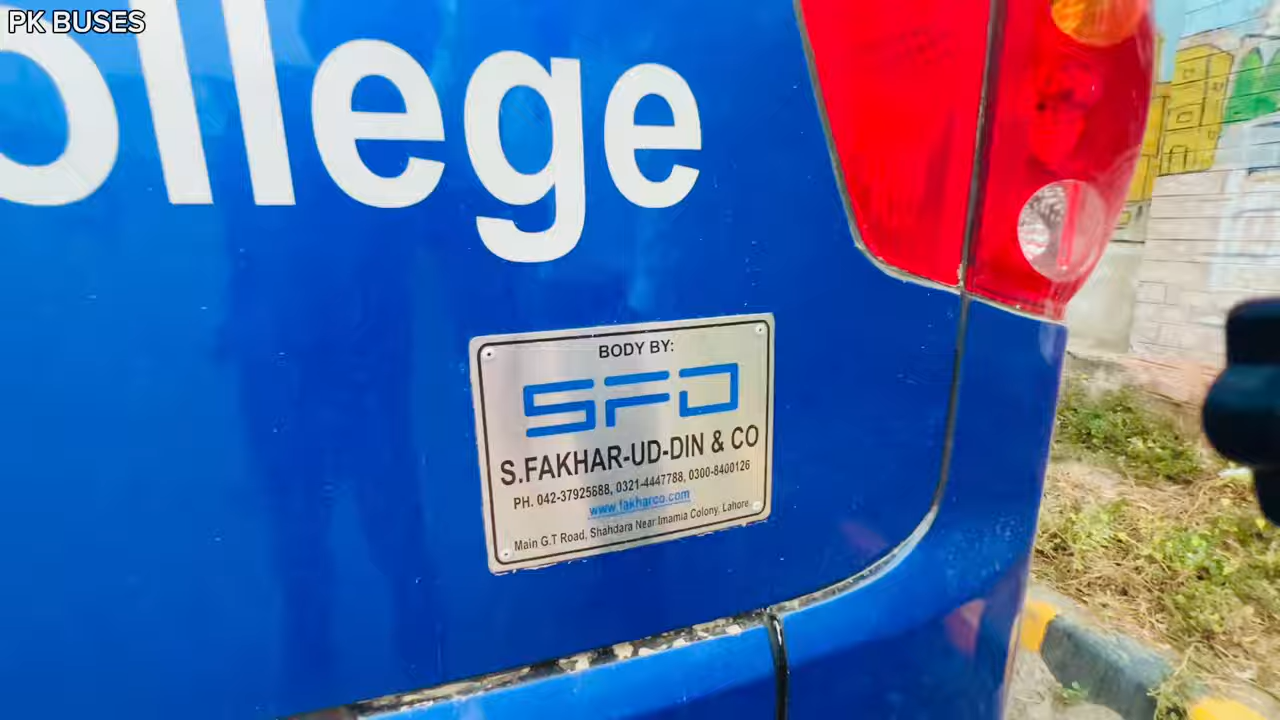 PK BUSES
ollege
BODY BY:
SFD
S.FAKHAR-UD-DIN & CO
PH. 042-37925688, 0321-4447788, 0300-8400126
www.fakharco.com
Main G.T Road, Shahdara Near Imamia Colony, Lahore